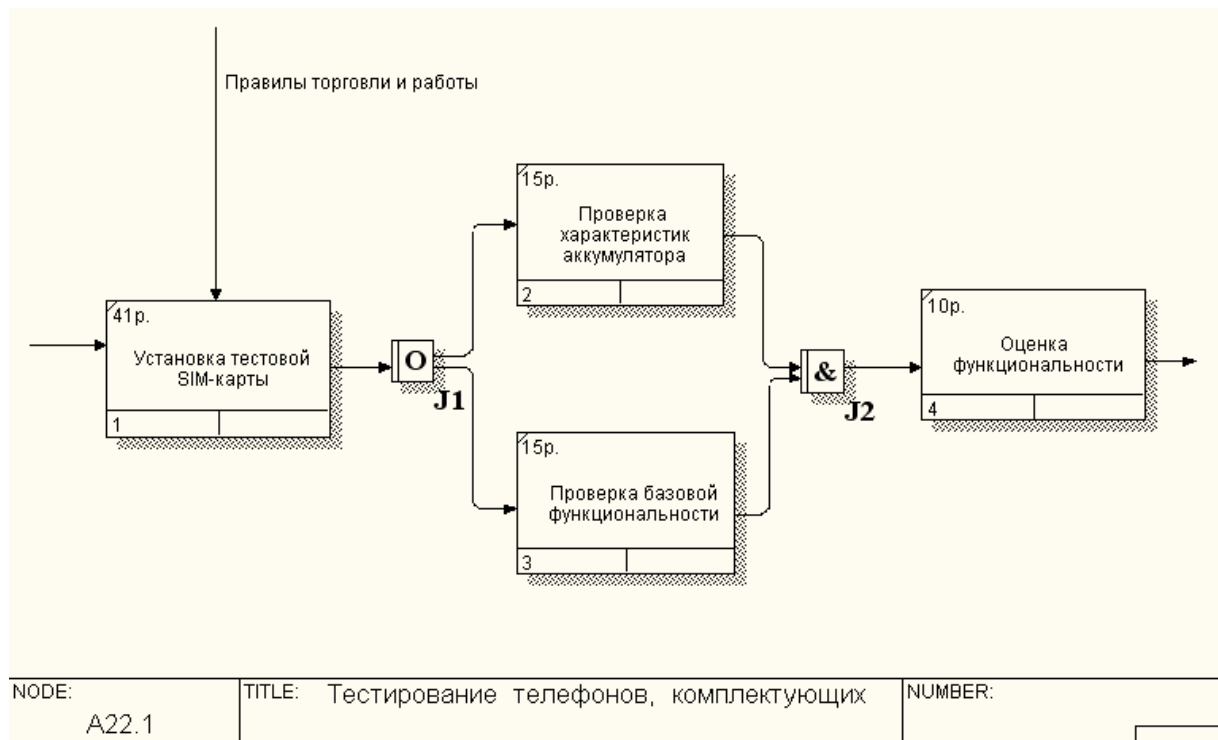 Правилы торговли и работы
15р.
Проверка
характеристик
аккумулятора
2
41р.
Установка тестовой
SIM-карты
1
O
J1
&
J2
10р.
Оценка
функциональности
4
15р.
Проверка базовой
функциональности
3
NODE:
A22.1
TITLE: Тестирование телефонов, комплектующих
NUMBER: